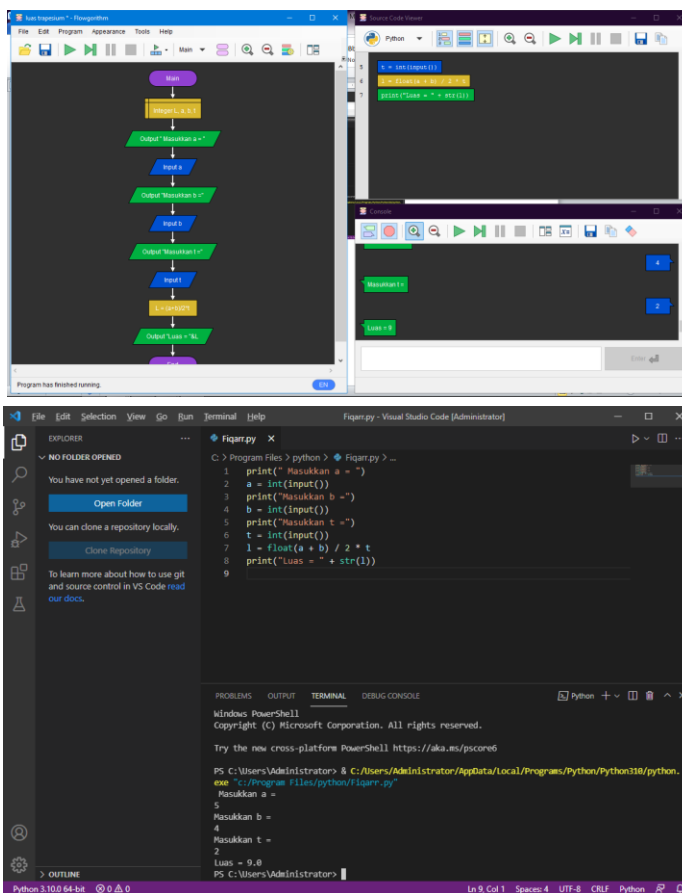 luas trapesium * - Flowgorithm
File Edit Program Appearance Tools Help
Main
Main
Integer L, a, b, t
Output " Masukkan a = "
Input a
Output "Masukkan b ="
Input b
Output "Masukkan t ="
Input t
L = (a+b)/2*t
Output "Luas = "&L
End
Program has finished running.
EN
Source Code Viewer
Python
5 t = int(input())
6 l = float(a + b) / 2 * t
7 print("Luas = " + str(l))
Console
4
Masukkan t =
2
Luas = 9
Enter
File Edit Selection View Go Run Terminal Help
Fiqarr.py - Visual Studio Code [Administrator]
EXPLORER
NO FOLDER OPENED
You have not yet opened a folder.
Open Folder
You can clone a repository locally.
Clone Repository
To learn more about how to use git
and source control in VS Code read
our docs.
OUTLINE
Fiqarr.py
C: > Program Files > python > Fiqarr.py > ...
1 print(" Masukkan a = ")
2 a = int(input())
3 print("Masukkan b =")
4 b = int(input())
5 print("Masukkan t =")
6 t = int(input())
7 l = float(a + b) / 2 * t
8 print("Luas = " + str(l))
9
PROBLEMS OUTPUT TERMINAL DEBUG CONSOLE
Python
Windows PowerShell
Copyright (C) Microsoft Corporation. All rights reserved.
Try the new cross-platform PowerShell https://aka.ms/pscore6
PS C:\Users\Administrator> & C:/Users/Administrator/AppData/Local/Programs/Python/Python310/python.
exe "c:/Program Files/python/Fiqarr.py"
Masukkan a =
5
Masukkan b =
4
Masukkan t =
2
Luas = 9.0
PS C:\Users\Administrator>
Python 3.10.0 64-bit 0 0
Ln 9, Col 1 Spaces: 4 UTF-8 CRLF Python